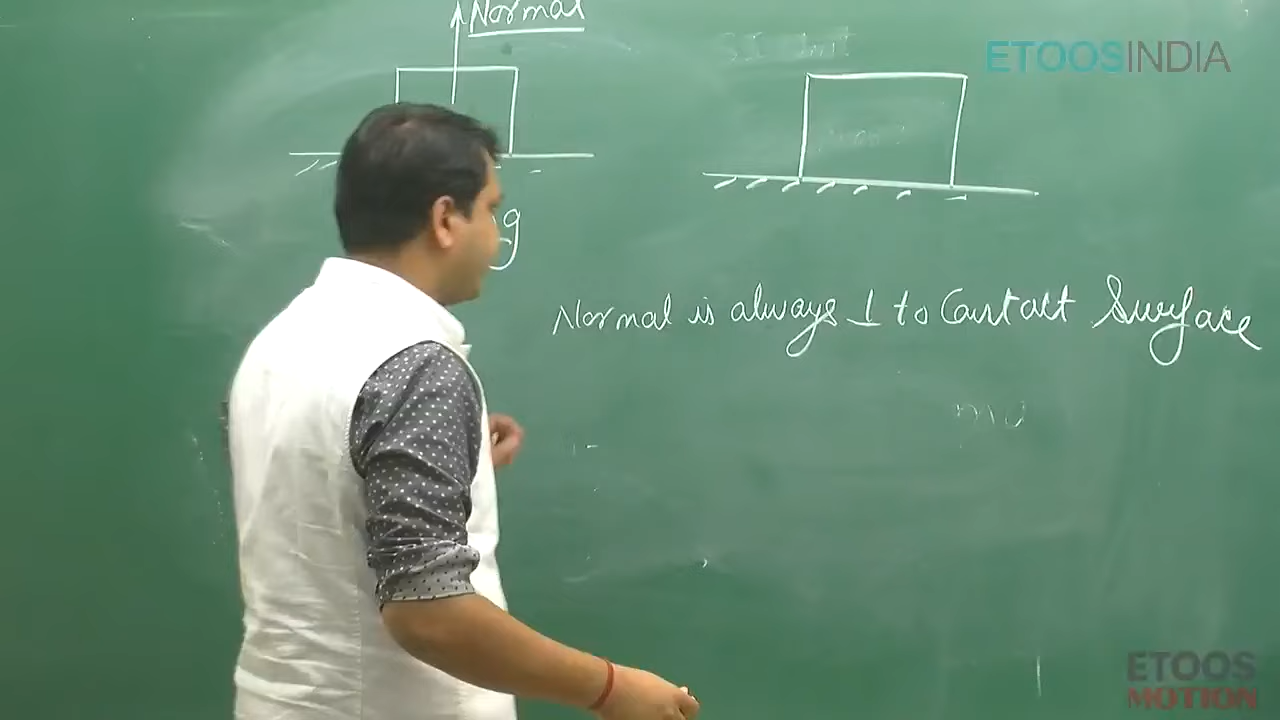 Normal
ETOOSINDIA
g
Normal is always ⊥ to Contact Surface
ETOOS
MOTION